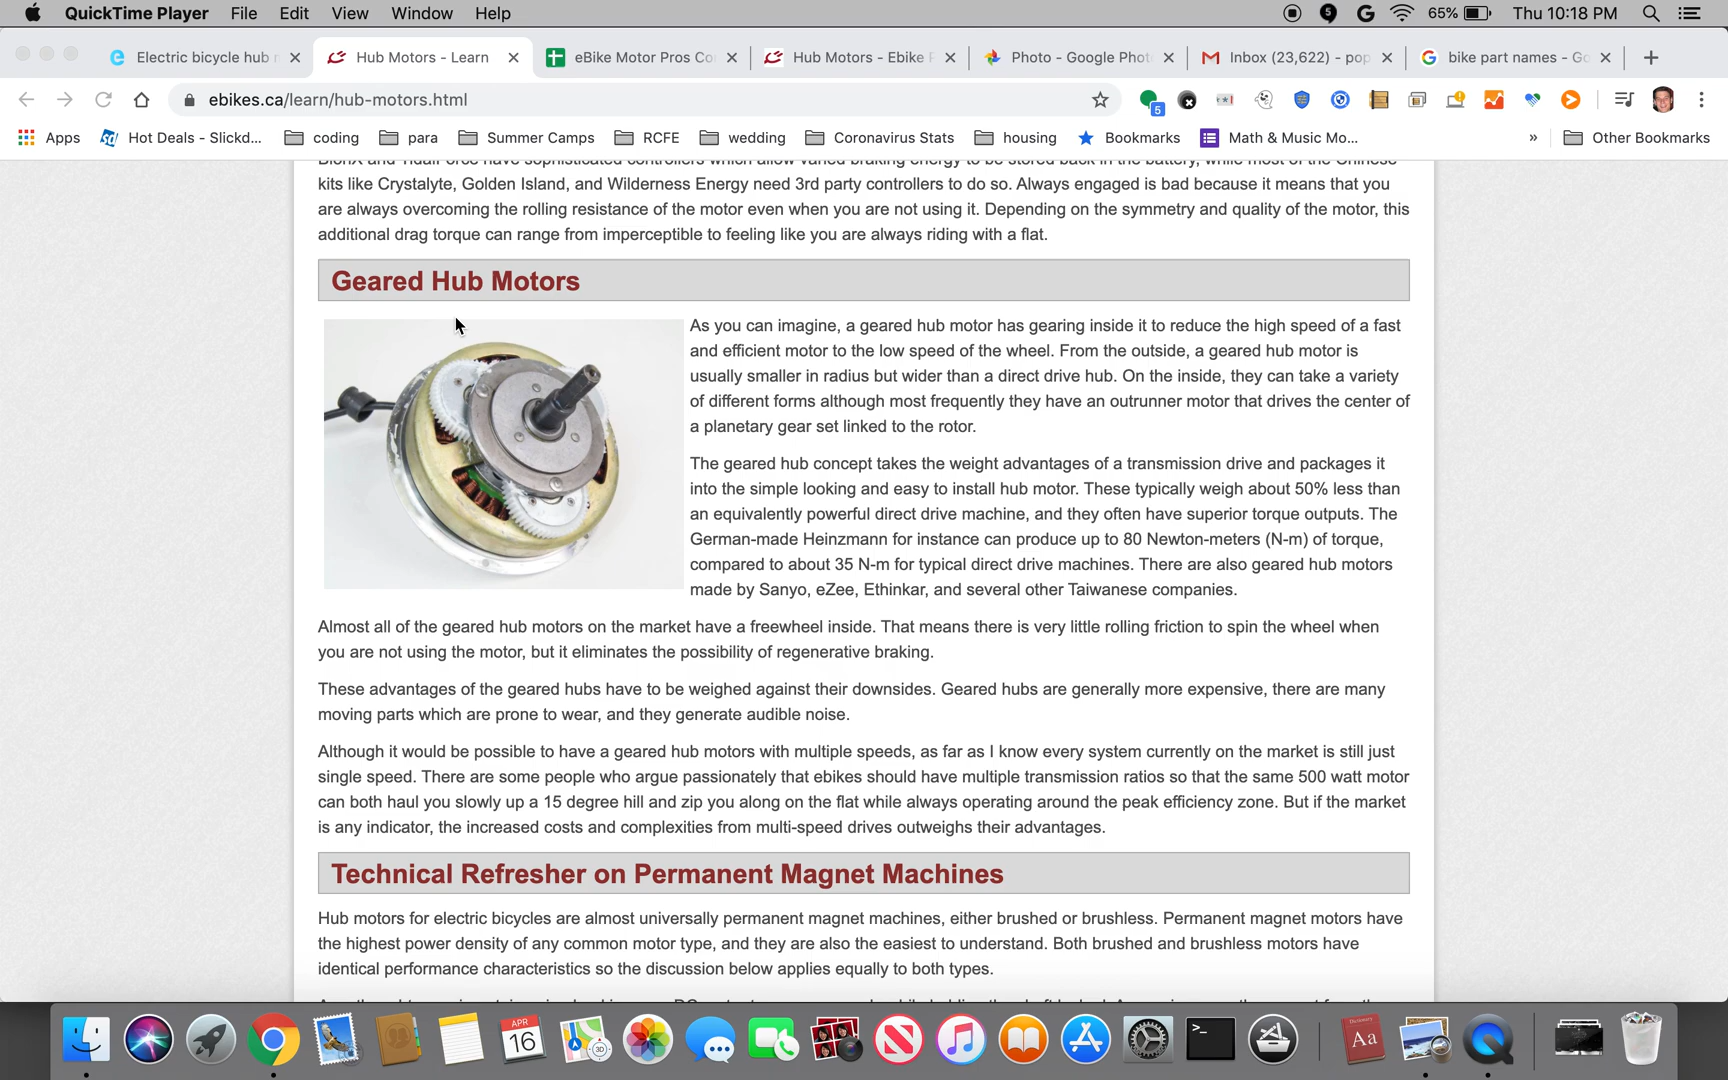 QuickTime Player File Edit View Window Help 5 G 65% Thu 10:18 PM
Electric bicycle hub r Hub Motors - Learn eBike Motor Pros Co Hub Motors - Ebike P Photo - Google Phot Inbox (23,622) - pop bike part names - Go
ebikes.ca/learn/hub-motors.html 5
Apps Hot Deals - Slickd... coding para Summer Camps RCFE wedding Coronavirus Stats housing Bookmarks Math & Music Mo... » Other Bookmarks
have sophisticated controllers which allow varied braking energy to be stored back in the battery, while most of the Chinese
kits like Crystalyte, Golden Island, and Wilderness Energy need 3rd party controllers to do so. Always engaged is bad because it means that you
are always overcoming the rolling resistance of the motor even when you are not using it. Depending on the symmetry and quality of the motor, this
additional drag torque can range from imperceptible to feeling like you are always riding with a flat.
Geared Hub Motors
As you can imagine, a geared hub motor has gearing inside it to reduce the high speed of a fast
and efficient motor to the low speed of the wheel. From the outside, a geared hub motor is
usually smaller in radius but wider than a direct drive hub. On the inside, they can take a variety
of different forms although most frequently they have an outrunner motor that drives the center of
a planetary gear set linked to the rotor.
The geared hub concept takes the weight advantages of a transmission drive and packages it
into the simple looking and easy to install hub motor. These typically weigh about 50% less than
an equivalently powerful direct drive machine, and they often have superior torque outputs. The
German-made Heinzmann for instance can produce up to 80 Newton-meters (N-m) of torque,
compared to about 35 N-m for typical direct drive machines. There are also geared hub motors
made by Sanyo, eZee, Ethinkar, and several other Taiwanese companies.
Almost all of the geared hub motors on the market have a freewheel inside. That means there is very little rolling friction to spin the wheel when
you are not using the motor, but it eliminates the possibility of regenerative braking.
These advantages of the geared hubs have to be weighed against their downsides. Geared hubs are generally more expensive, there are many
moving parts which are prone to wear, and they generate audible noise.
Although it would be possible to have a geared hub motors with multiple speeds, as far as I know every system currently on the market is still just
single speed. There are some people who argue passionately that ebikes should have multiple transmission ratios so that the same 500 watt motor
can both haul you slowly up a 15 degree hill and zip you along on the flat while always operating around the peak efficiency zone. But if the market
is any indicator, the increased costs and complexities from multi-speed drives outweighs their advantages.
Technical Refresher on Permanent Magnet Machines
Hub motors for electric bicycles are almost universally permanent magnet machines, either brushed or brushless. Permanent magnet motors have
the highest power density of any common motor type, and they are also the easiest to understand. Both brushed and brushless motors have
identical performance characteristics so the discussion below applies equally to both types.
APR
16 3D >_ Aa